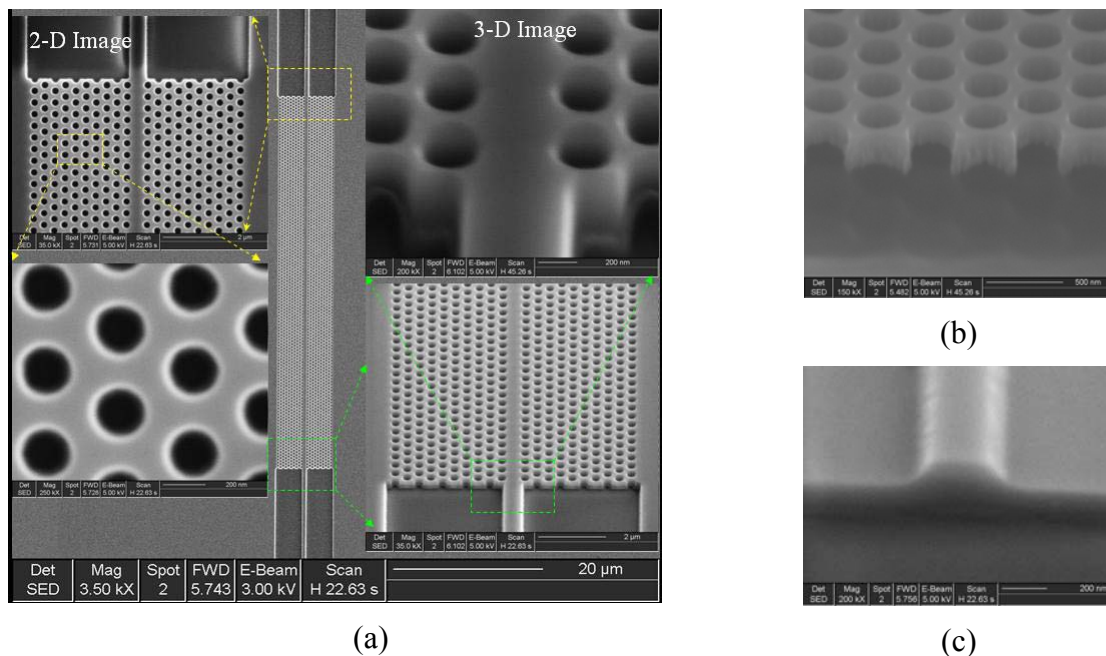 2-D Image
3-D Image
Det Mag Spot FWD E-Beam Scan
SED 35.0 kX 2 5.731 5.00 kV H 22.63 s 2 µm
Det Mag Spot FWD E-Beam Scan 200 nm
SED 200 kX 2 6.102 5.00 kV H 45.26 s
Det Mag Spot FWD E-Beam Scan 200 nm
SED 250 kX 2 5.728 5.00 kV H 22.63 s
Det Mag Spot FWD E-Beam Scan 2 µm
SED 35.0 kX 2 6.102 5.00 kV H 22.63 s
Det Mag Spot FWD E-Beam Scan 20 µm
SED 3.50 kX 2 5.743 3.00 kV H 22.63 s
(a)
Det Mag Spot FWD E-Beam Scan 500 nm
SED 150 kX 2 5.482 5.00 kV H 45.26 s
(b)
Det Mag Spot FWD E-Beam Scan 200 nm
SED 200 kX 2 5.756 5.00 kV H 22.63 s
(c)